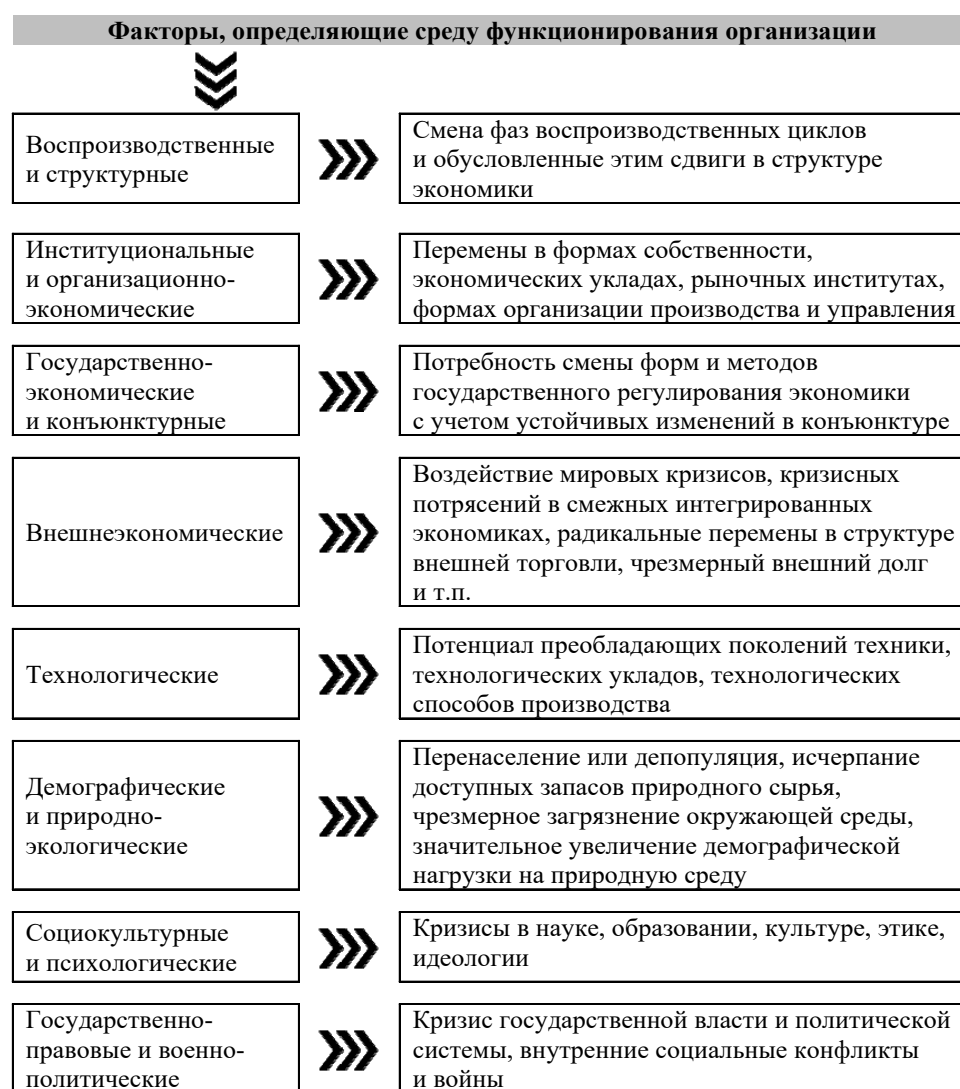 Факторы, определяющие среду функционирования организации
Воспроизводственные
и структурные
Смена фаз воспроизводственных циклов
и обусловленные этим сдвиги в структуре
экономики
Институциональные
и организационно-
экономические
Перемены в формах собственности,
экономических укладах, рыночных институтах,
формах организации производства и управления
Государственно-
экономические
и конъюнктурные
Потребность смены форм и методов
государственного регулирования экономики
с учетом устойчивых изменений в конъюнктуре
Внешнеэкономические
Воздействие мировых кризисов, кризисных
потрясений в смежных интегрированных
экономиках, радикальные перемены в структуре
внешней торговли, чрезмерный внешний долг
и т.п.
Технологические
Потенциал преобладающих поколений техники,
технологических укладов, технологических
способов производства
Демографические
и природно-
экологические
Перенаселение или депопуляция, исчерпание
доступных запасов природного сырья,
чрезмерное загрязнение окружающей среды,
значительное увеличение демографической
нагрузки на природную среду
Социокультурные
и психологические
Кризисы в науке, образовании, культуре, этике,
идеологии
Государственно-
правовые и военно-
политические
Кризис государственной власти и политической
системы, внутренние социальные конфликты
и войны